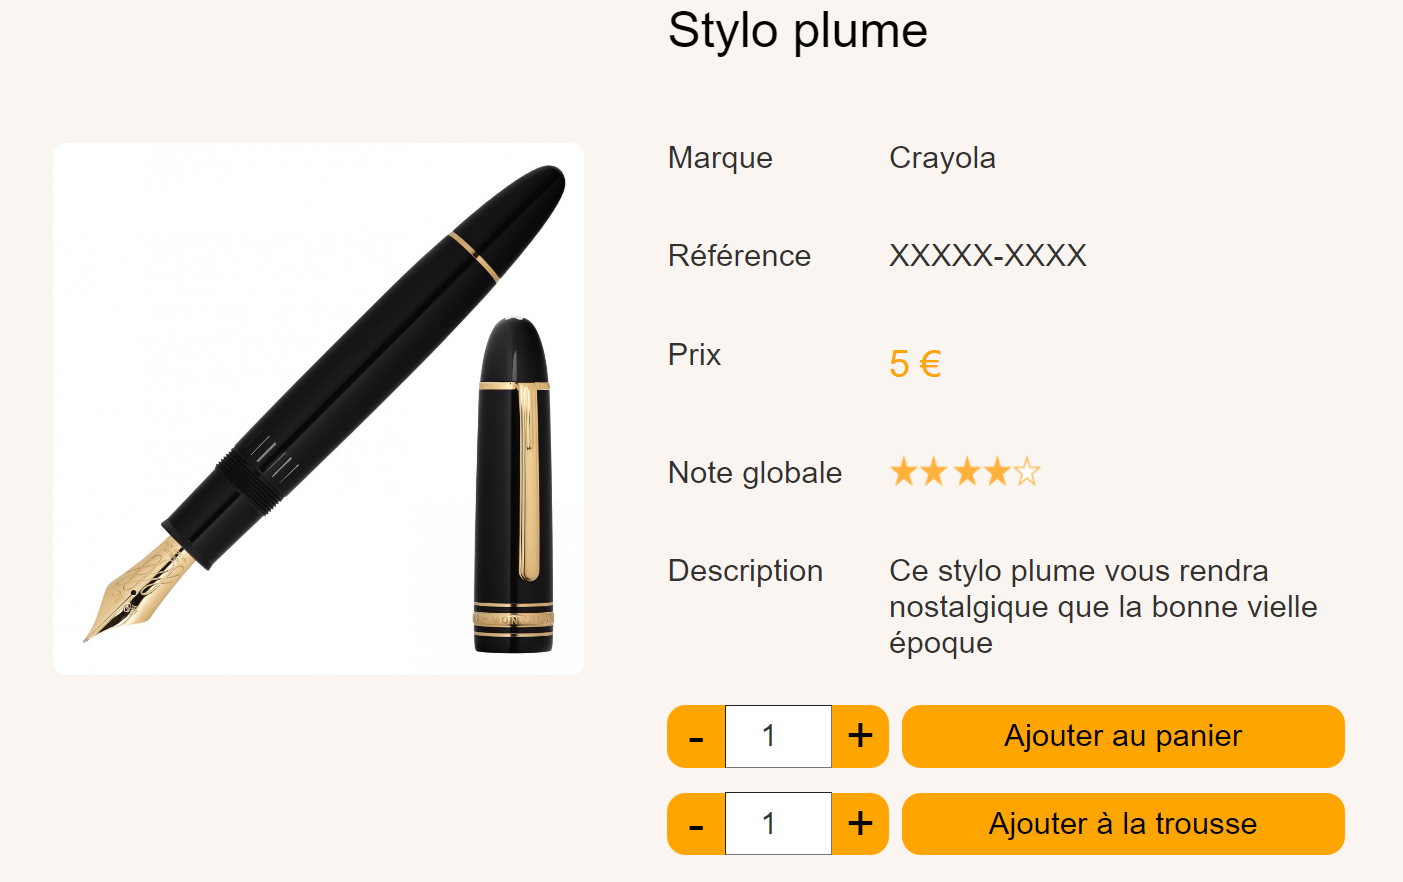 Stylo plume
Marque Crayola
Référence XXXXX-XXXX
Prix 5 €
Note globale
Description Ce stylo plume vous rendra
nostalgique que la bonne vielle
époque
- 1 + Ajouter au panier
- 1 + Ajouter à la trousse